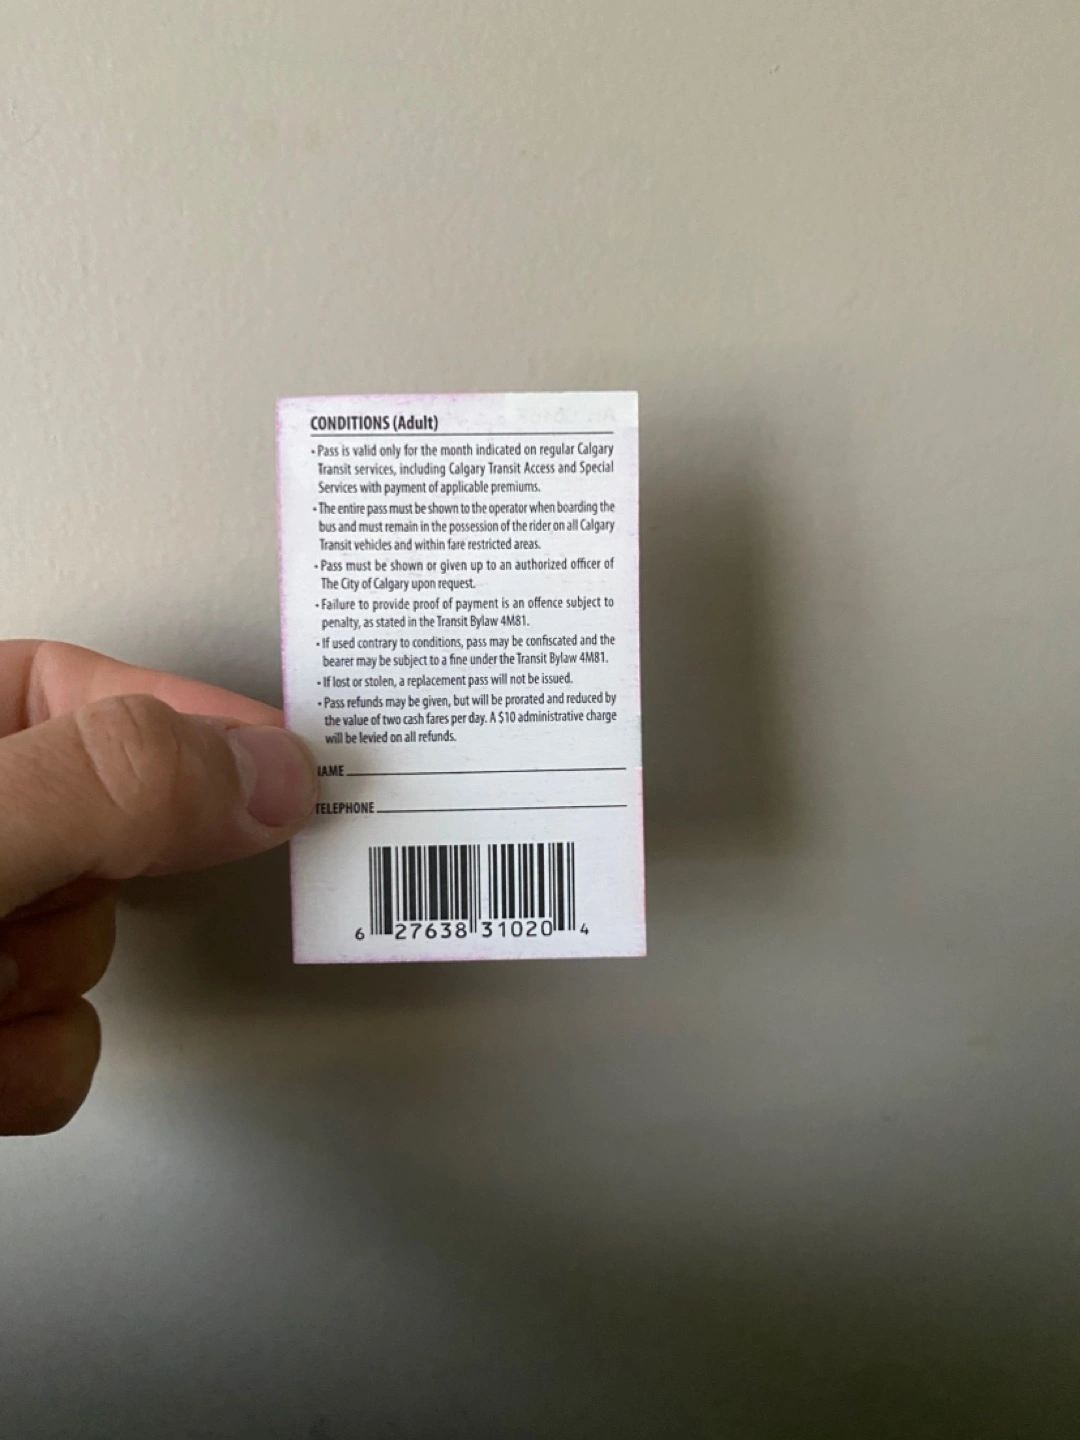 CONDITIONS (Adult)
• Pass is valid only for the month indicated on regular Calgary
Transit services, including Calgary Transit Access and Special
Services with payment of applicable premiums.
• The entire pass must be shown to the operator when boarding the
bus and must remain in the possession of the rider on all Calgary
Transit vehicles and within fare restricted areas.
• Pass must be shown or given up to an authorized officer of
The City of Calgary upon request.
• Failure to provide proof of payment is an offence subject to
penalty, as stated in the Transit Bylaw 4M81.
• If used contrary to conditions, pass may be confiscated and the
bearer may be subject to a fine under the Transit Bylaw 4M81.
• If lost or stolen, a replacement pass will not be issued.
• Pass refunds may be given, but will be prorated and reduced by
the value of two cash fares per day. A $10 administrative charge
will be levied on all refunds.
NAME
TELEPHONE
6 27638 31020 4